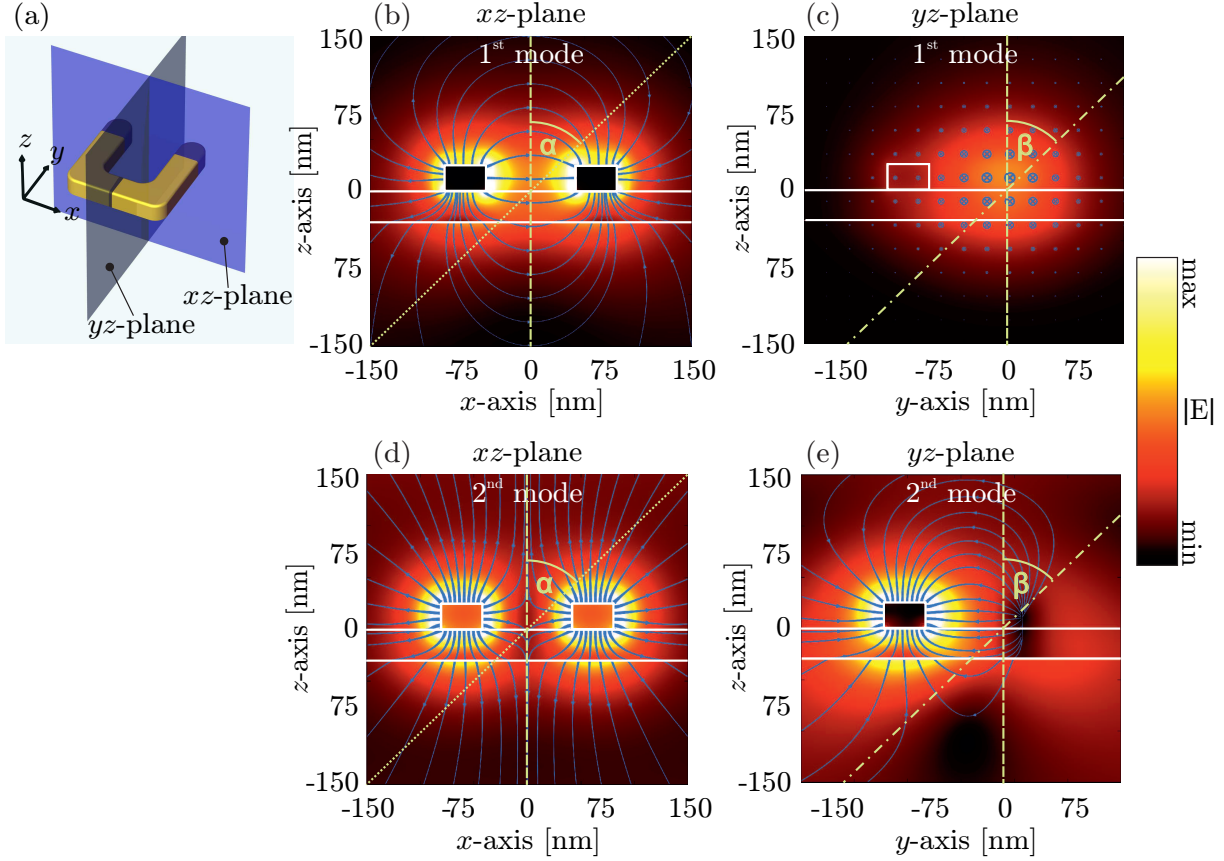 (a)
z
y
x
xz-plane
yz-plane
(b)
xz-plane
1st mode
α
150
75
0
75
-150
z-axis [nm]
-150
-75
0
75
150
x-axis [nm]
(c)
yz-plane
1st mode
β
150
75
0
75
-150
z-axis [nm]
-75
0
75
y-axis [nm]
max
|E|
min
(d)
xz-plane
2nd mode
α
150
75
0
75
-150
z-axis [nm]
-150
-75
0
75
150
x-axis [nm]
(e)
yz-plane
2nd mode
β
150
75
0
75
-150
z-axis [nm]
-150
-75
0
75
y-axis [nm]